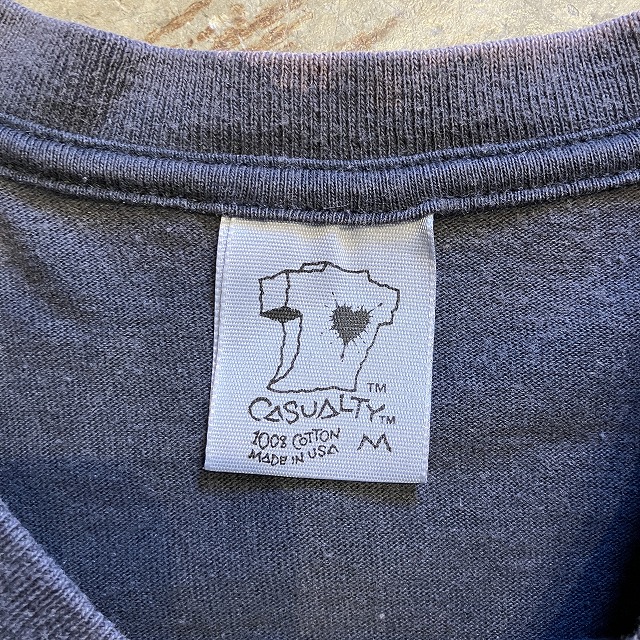 TM
CASUALTY TM
100% COTTON M
MADE IN USA